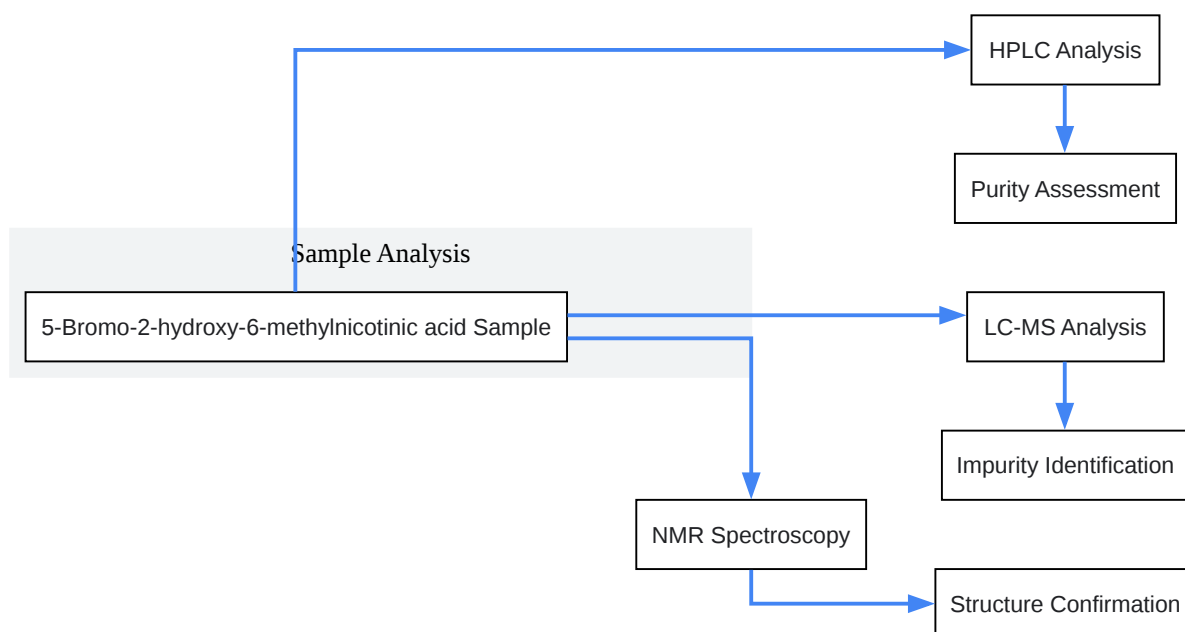 HPLC Analysis
Purity Assessment
Sample Analysis
5-Bromo-2-hydroxy-6-methylnicotinic acid Sample
LC-MS Analysis
Impurity Identification
NMR Spectroscopy
Structure Confirmation